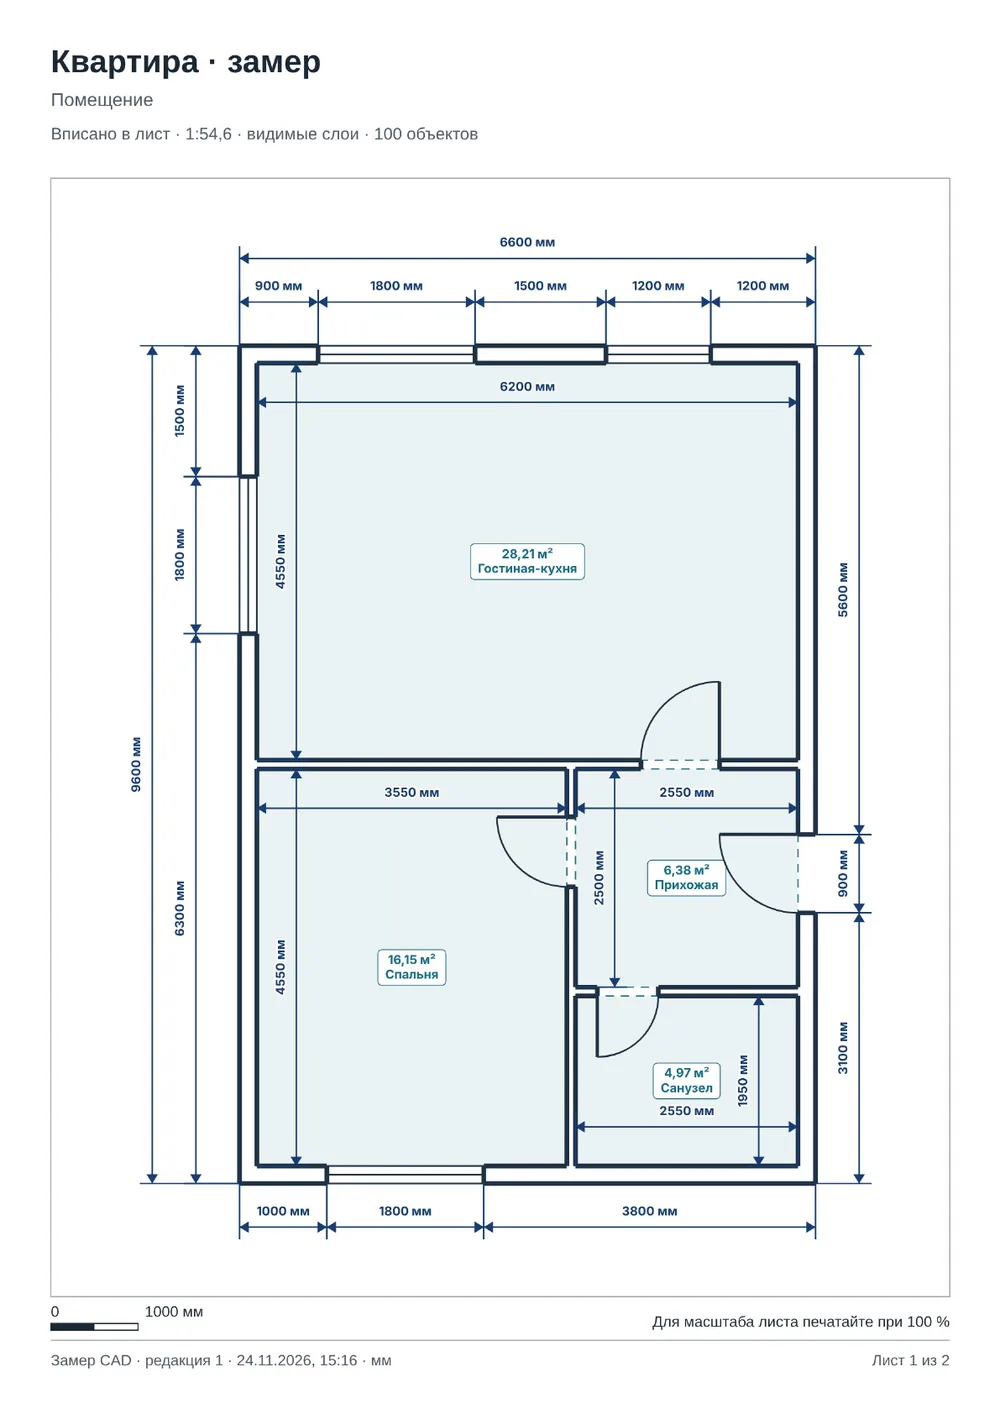 Квартира · замер
Помещение
Вписано в лист · 1:54,6 · видимые слои · 100 объектов
6600 мм
900 мм
1800 мм
1500 мм
1200 мм
1200 мм
6200 мм
1500 мм
1800 мм
4550 мм
28,21 м²
Гостиная-кухня
5600 мм
9600 мм
3550 мм
2550 мм
2500 мм
6,38 м²
Прихожая
900 мм
6300 мм
4550 мм
16,15 м²
Спальня
3100 мм
4,97 м²
Санузел
1950 мм
2550 мм
1000 мм
1800 мм
3800 мм
0
1000 мм
Для масштаба листа печатайте при 100 %
Замер CAD · редакция 1 · 24.11.2026, 15:16 · мм
Лист 1 из 2